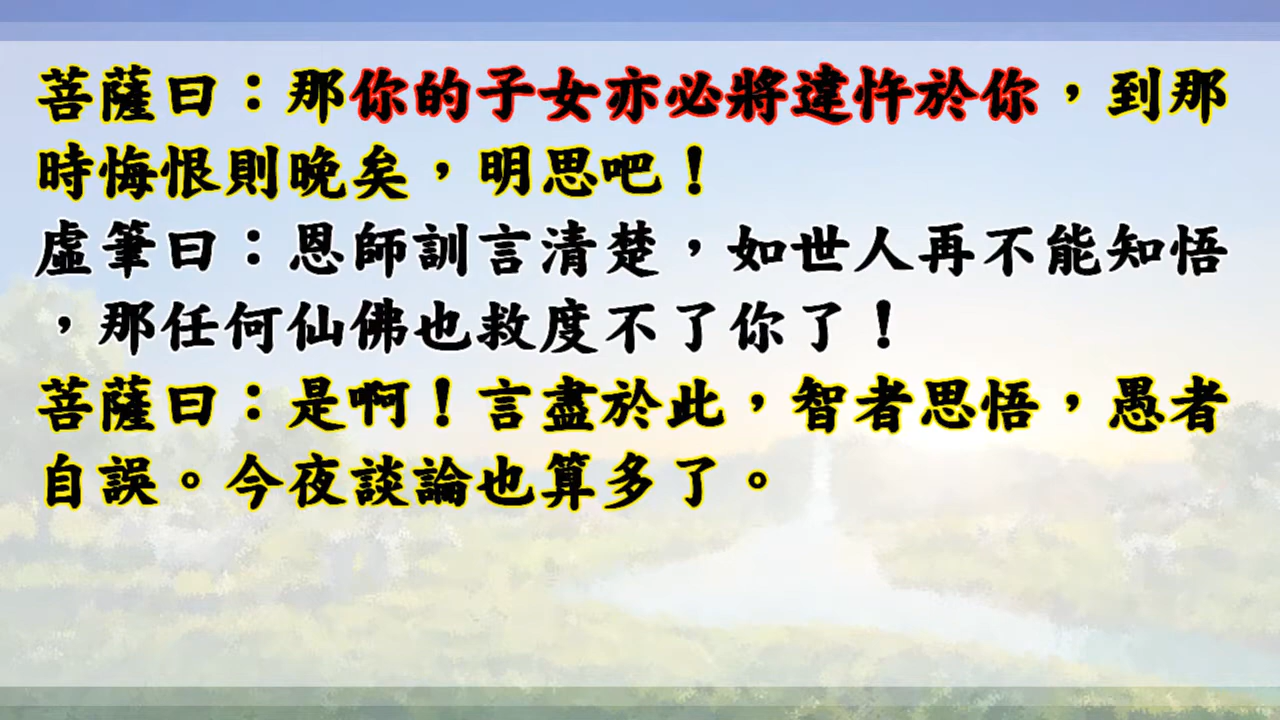 菩薩曰：那你的子女亦必將違忤於你，到那
時悔恨則晚矣，明思吧！
虛筆曰：恩師訓言清楚，如世人再不能知悟
，那任何仙佛也救度不了你了！
菩薩曰：是啊！言盡於此，智者思悟，愚者
自誤。今夜談論也算多了。